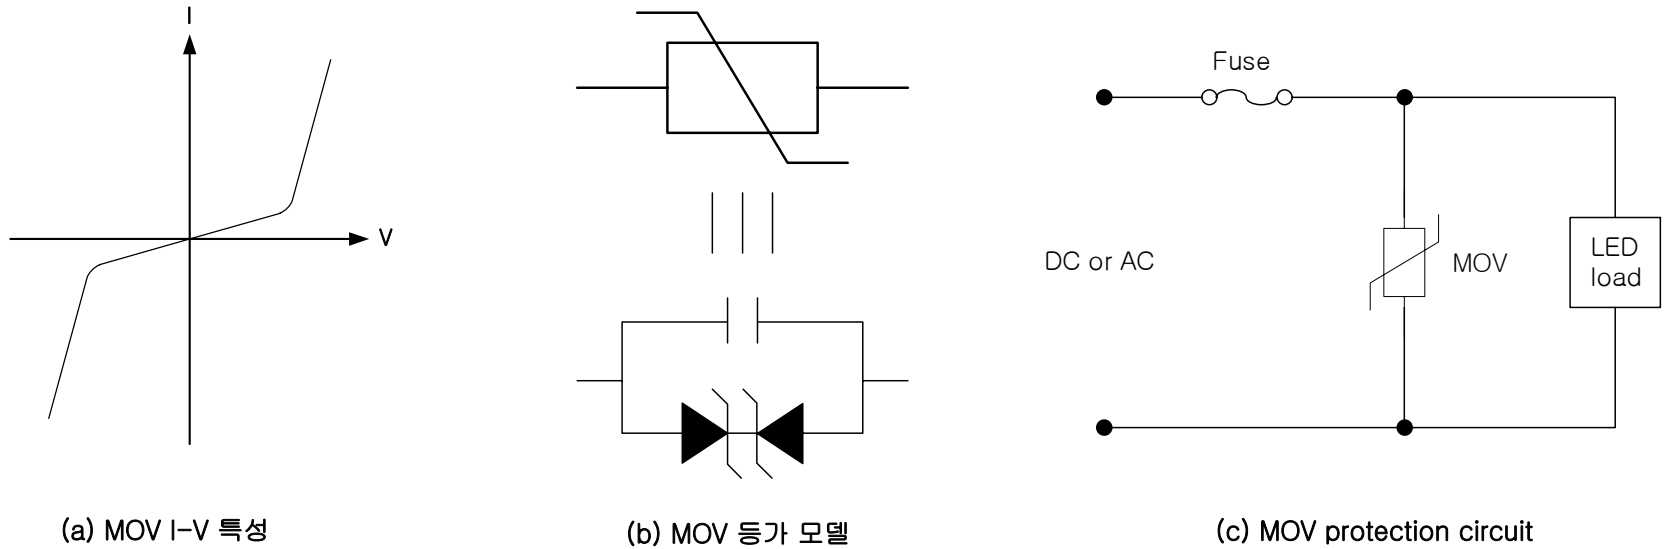 I
V
(a) MOV I-V 특성
(b) MOV 등가 모델
Fuse
DC or AC
MOV
LED
load
(c) MOV protection circuit